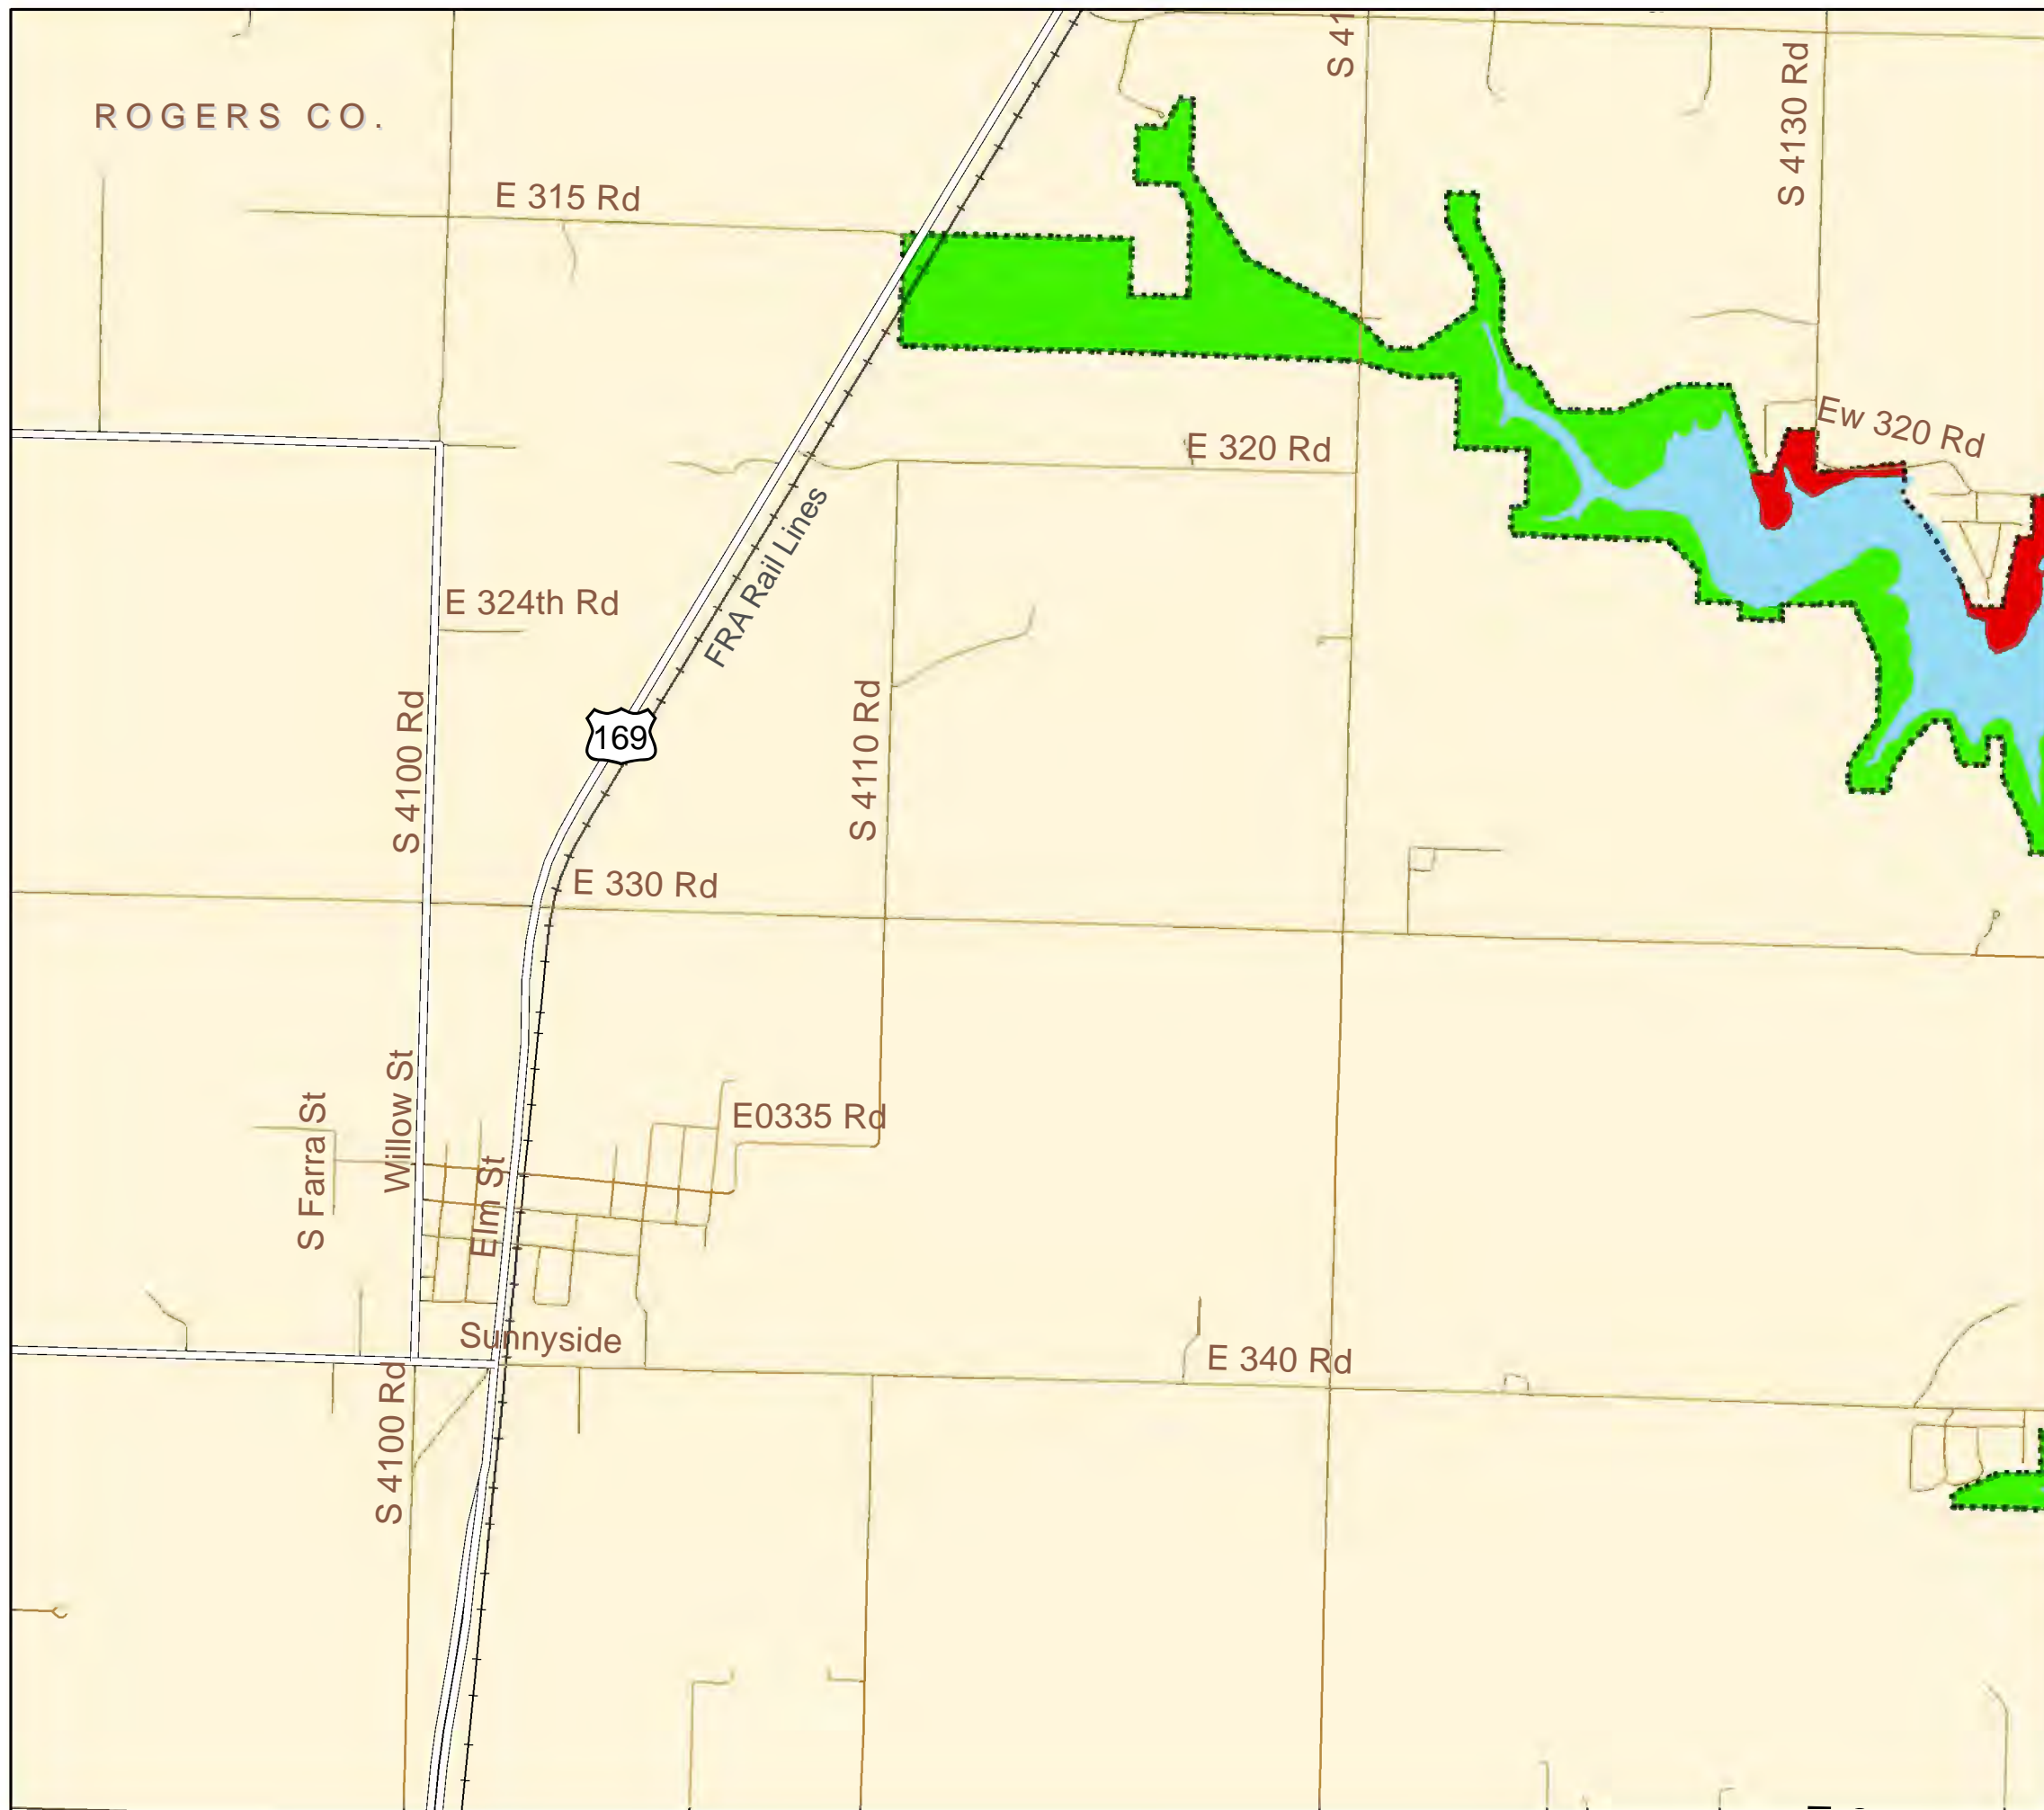 S 41
S 4130 Rd
ROGERS CO.
E 315 Rd
Ew 320 Rd
E 320 Rd
FRA Rail Lines
E 324th Rd
S 4100 Rd
S 4110 Rd
169
E 330 Rd
Willow St
S Farra St
E0335 Rd
Elm St
Sunnyside
E 340 Rd
S 4100 Rd